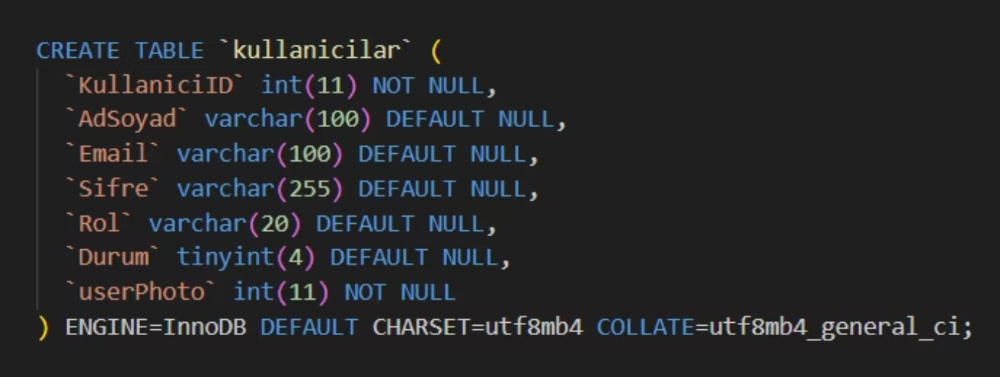 CREATE TABLE `kullanicilar` (
`KullaniciID` int(11) NOT NULL,
`AdSoyad` varchar(100) DEFAULT NULL,
`Email` varchar(100) DEFAULT NULL,
`Sifre` varchar(255) DEFAULT NULL,
`Rol` varchar(20) DEFAULT NULL,
`Durum` tinyint(4) DEFAULT NULL,
`userPhoto` int(11) NOT NULL
) ENGINE=InnoDB DEFAULT CHARSET=utf8mb4 COLLATE=utf8mb4_general_ci;